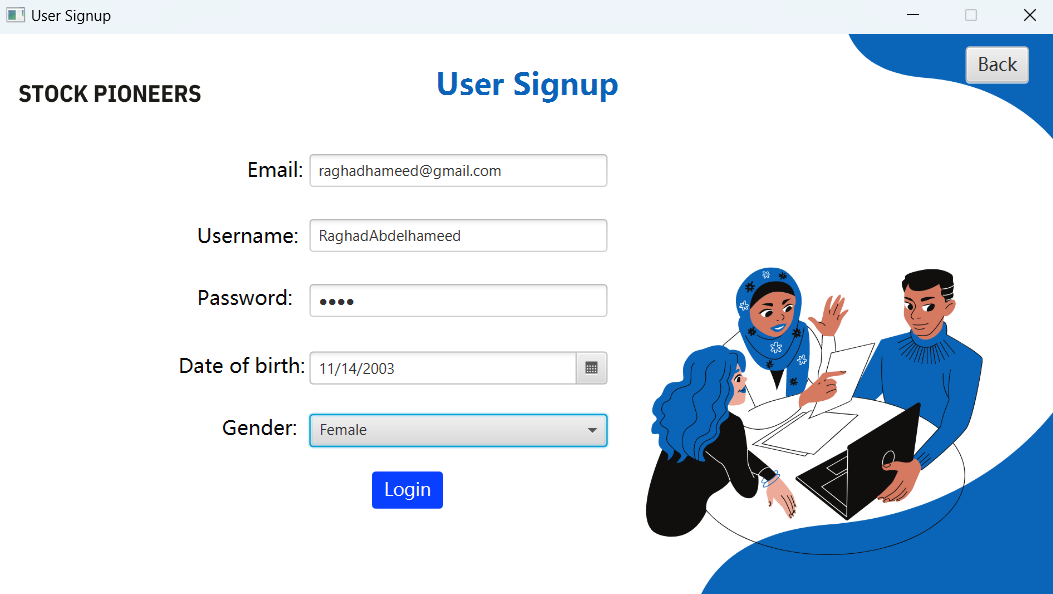 User Signup
Back
User Signup
STOCK PIONEERS
Email: raghadhameed@gmail.com
Username: RaghadAbdelhameed
Password: ●●●●
Date of birth: 11/14/2003
Gender: Female
Login